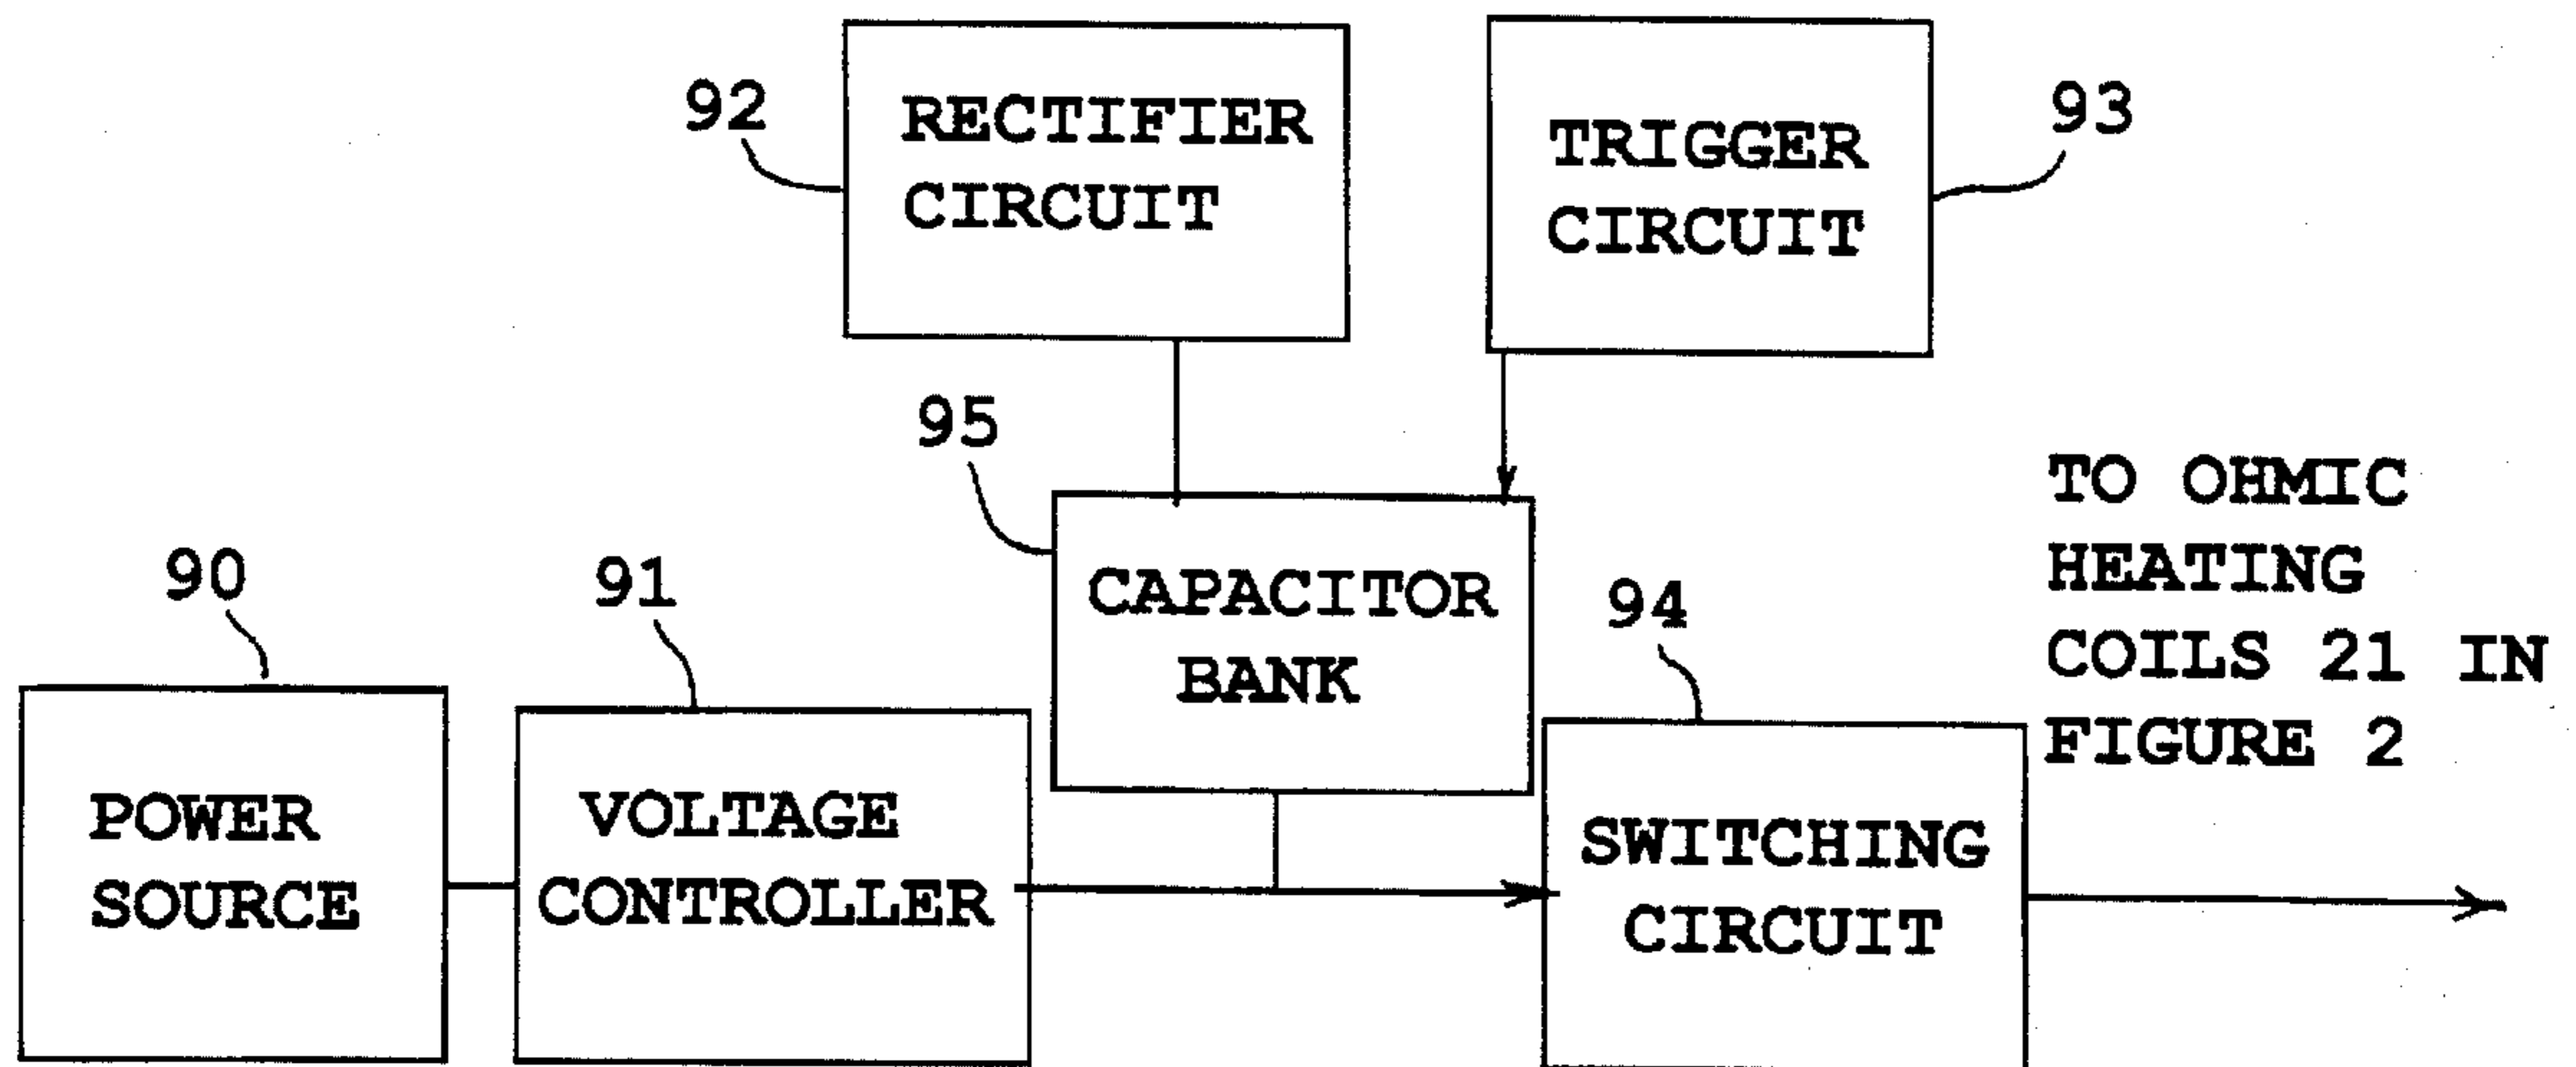 92
RECTIFIER
CIRCUIT
TRIGGER
CIRCUIT
93
95
CAPACITOR
BANK
TO OHMIC
HEATING
COILS 21 IN
FIGURE 2
90
POWER
SOURCE
91
VOLTAGE
CONTROLLER
94
SWITCHING
CIRCUIT